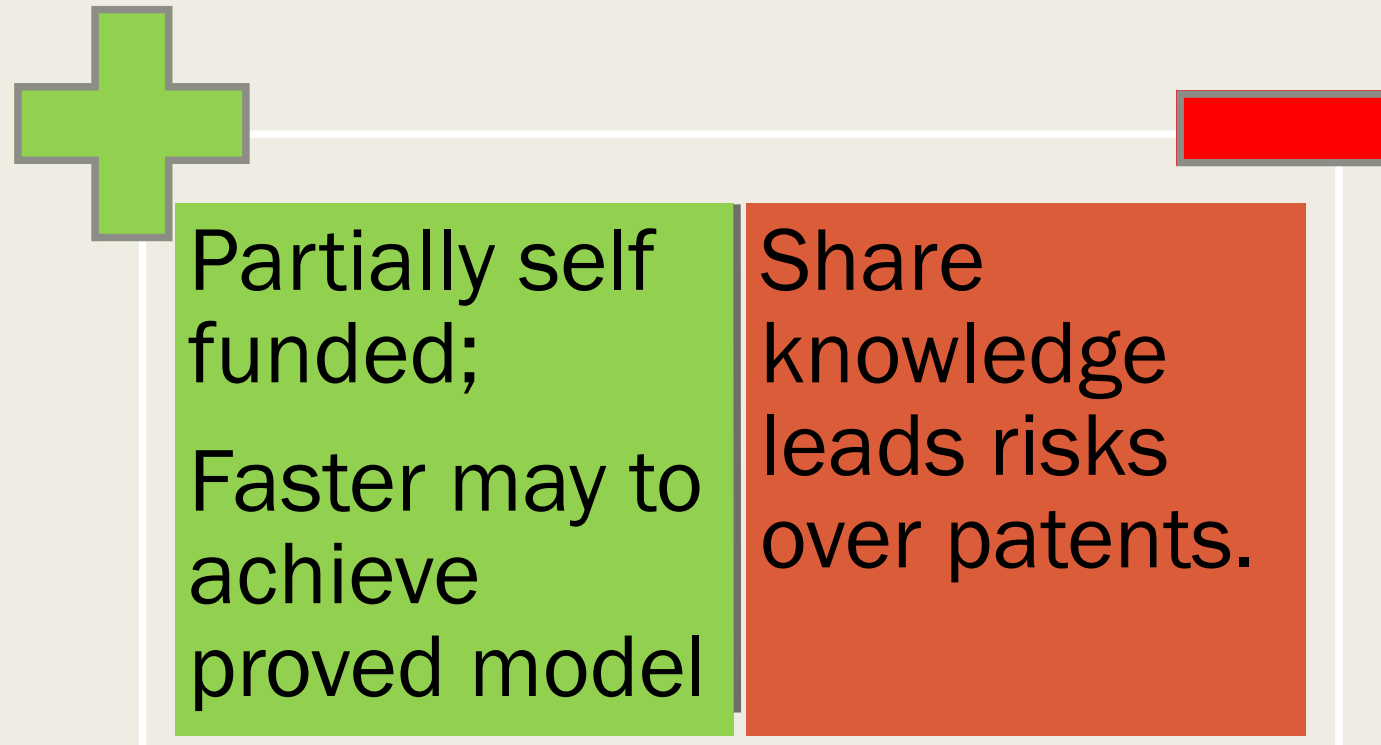 Partially self
funded;
Faster may to
achieve
proved model
Share
knowledge
leads risks
over patents.